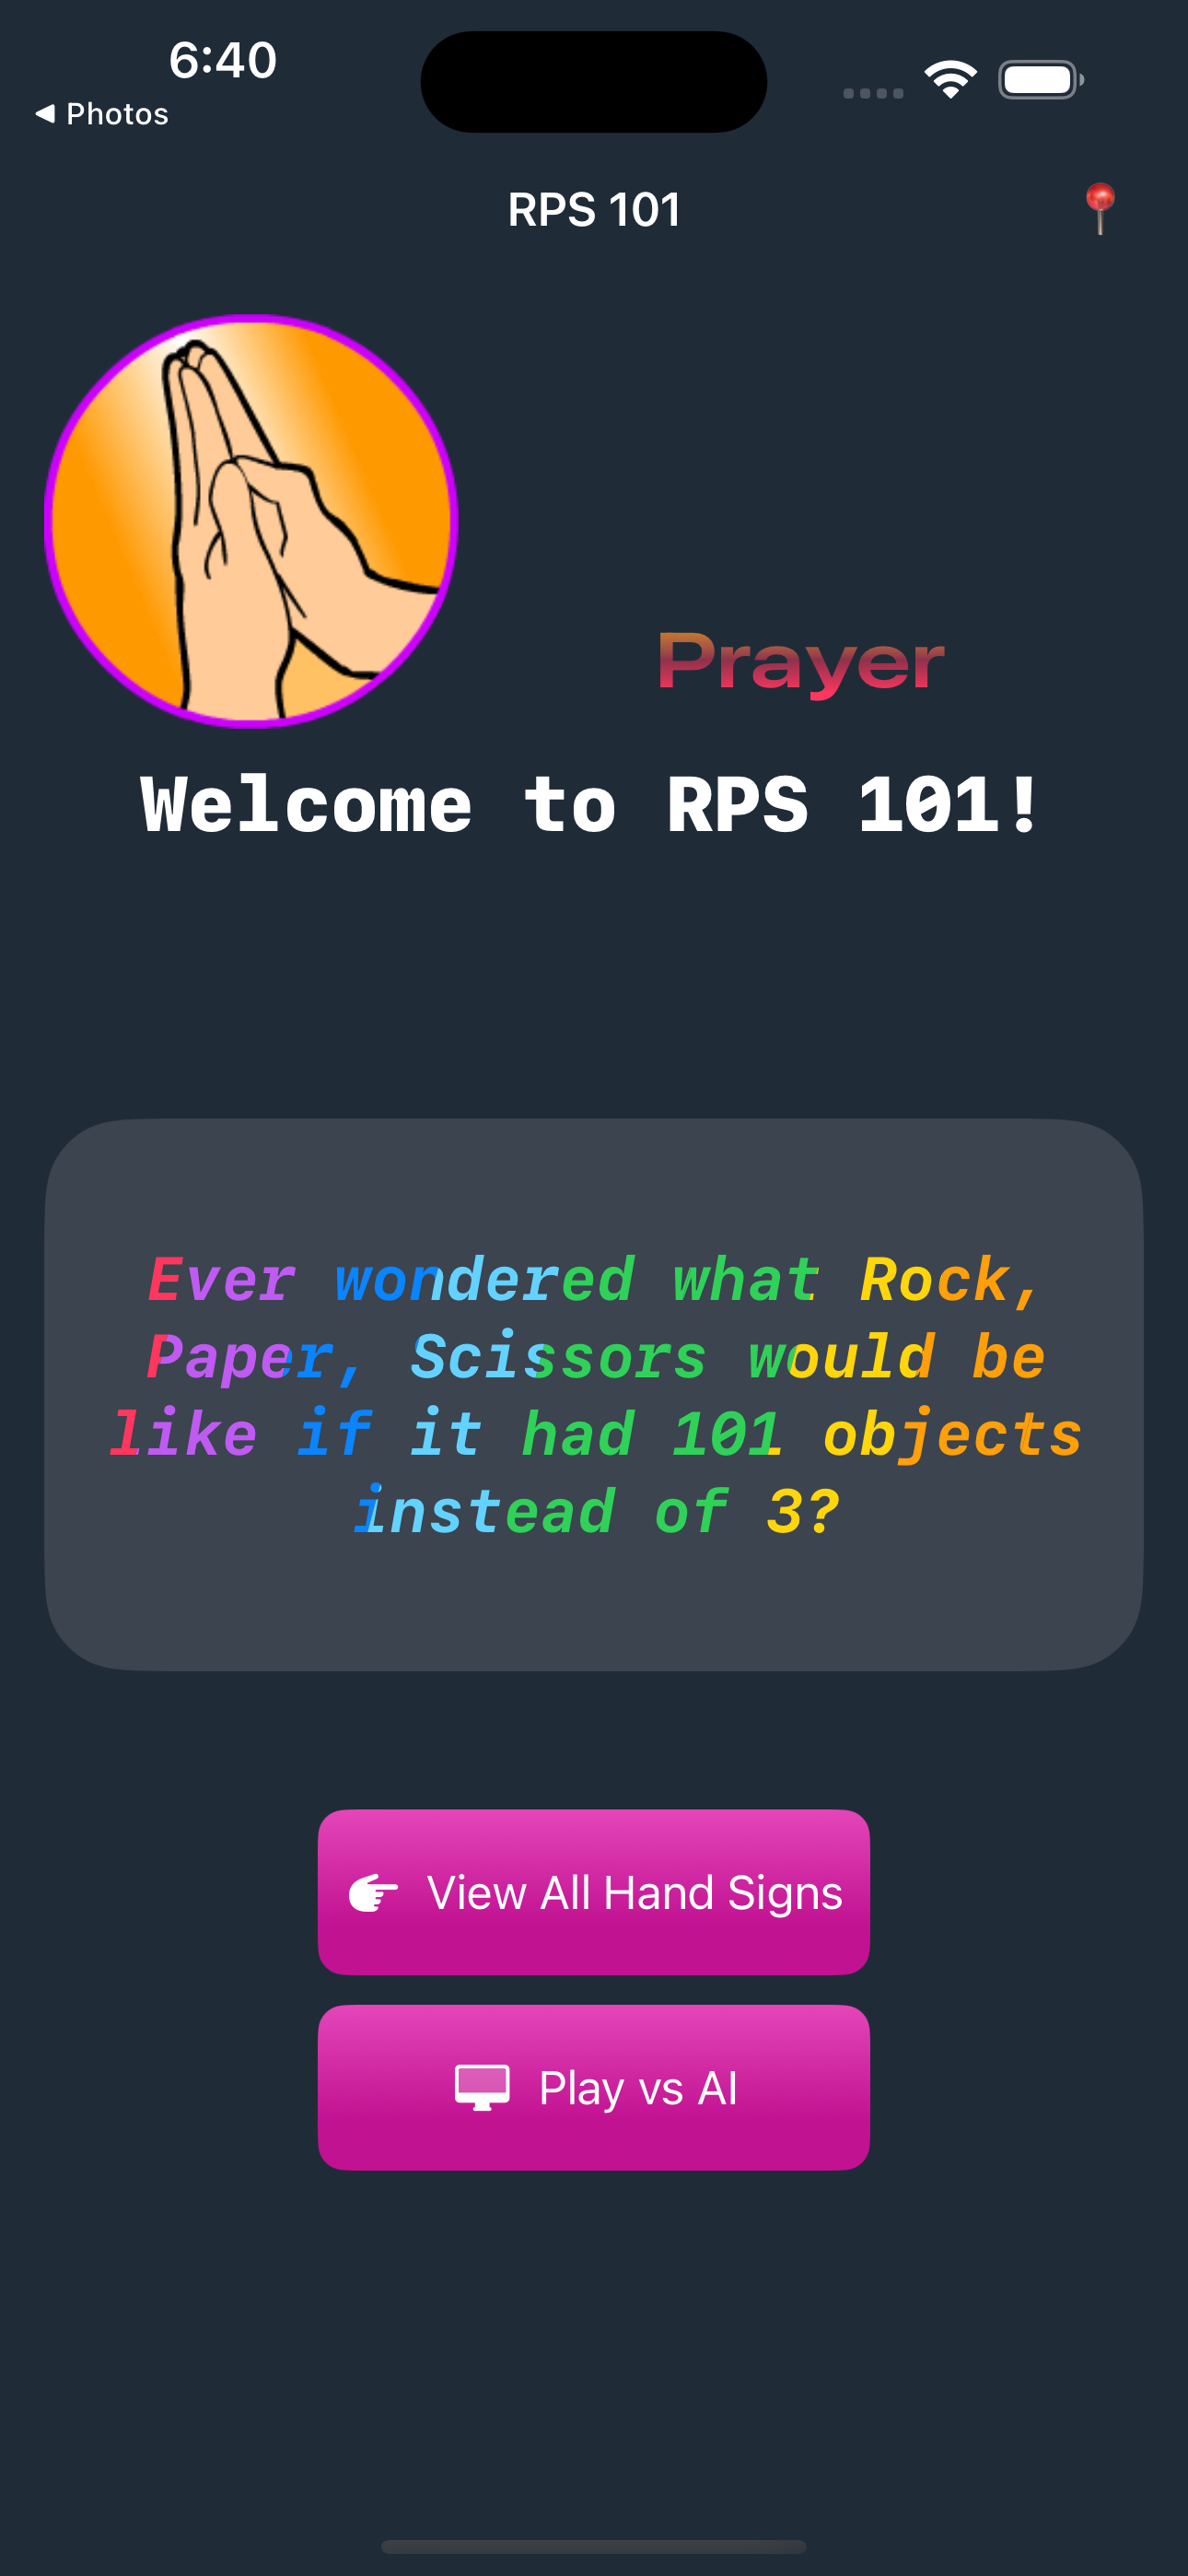 6:40
Photos
RPS 101
Prayer
Welcome to RPS 101!
Ever wondered what Rock,
Paper, Scissors would be
like if it had 101 objects
instead of 3?
View All Hand Signs
Play vs AI